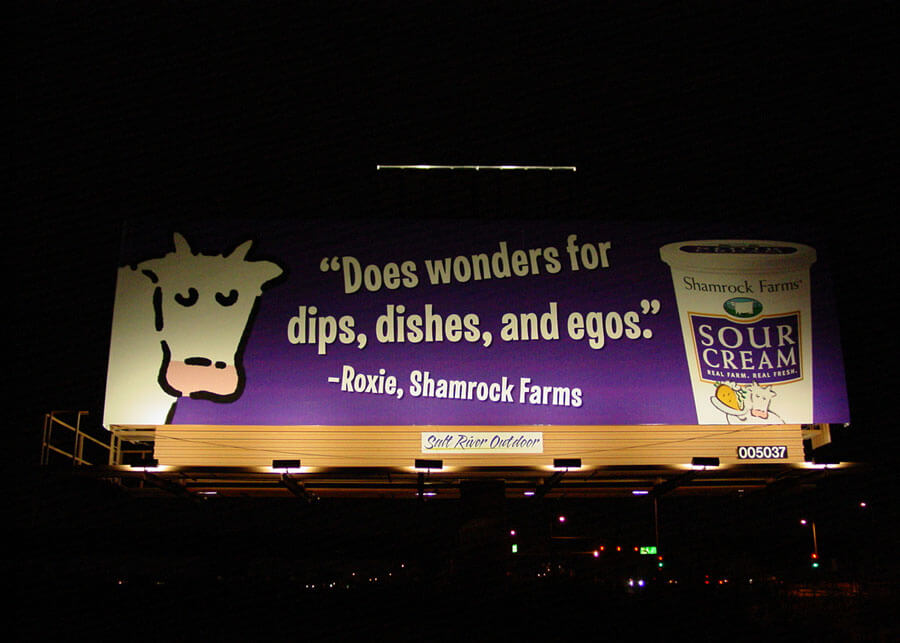 “Does wonders for
dips, dishes, and egos.”
–Roxie, Shamrock Farms
Shamrock Farms
SOUR
CREAM
REAL FARM. REAL FRESH.
Salt River Outdoor
005037